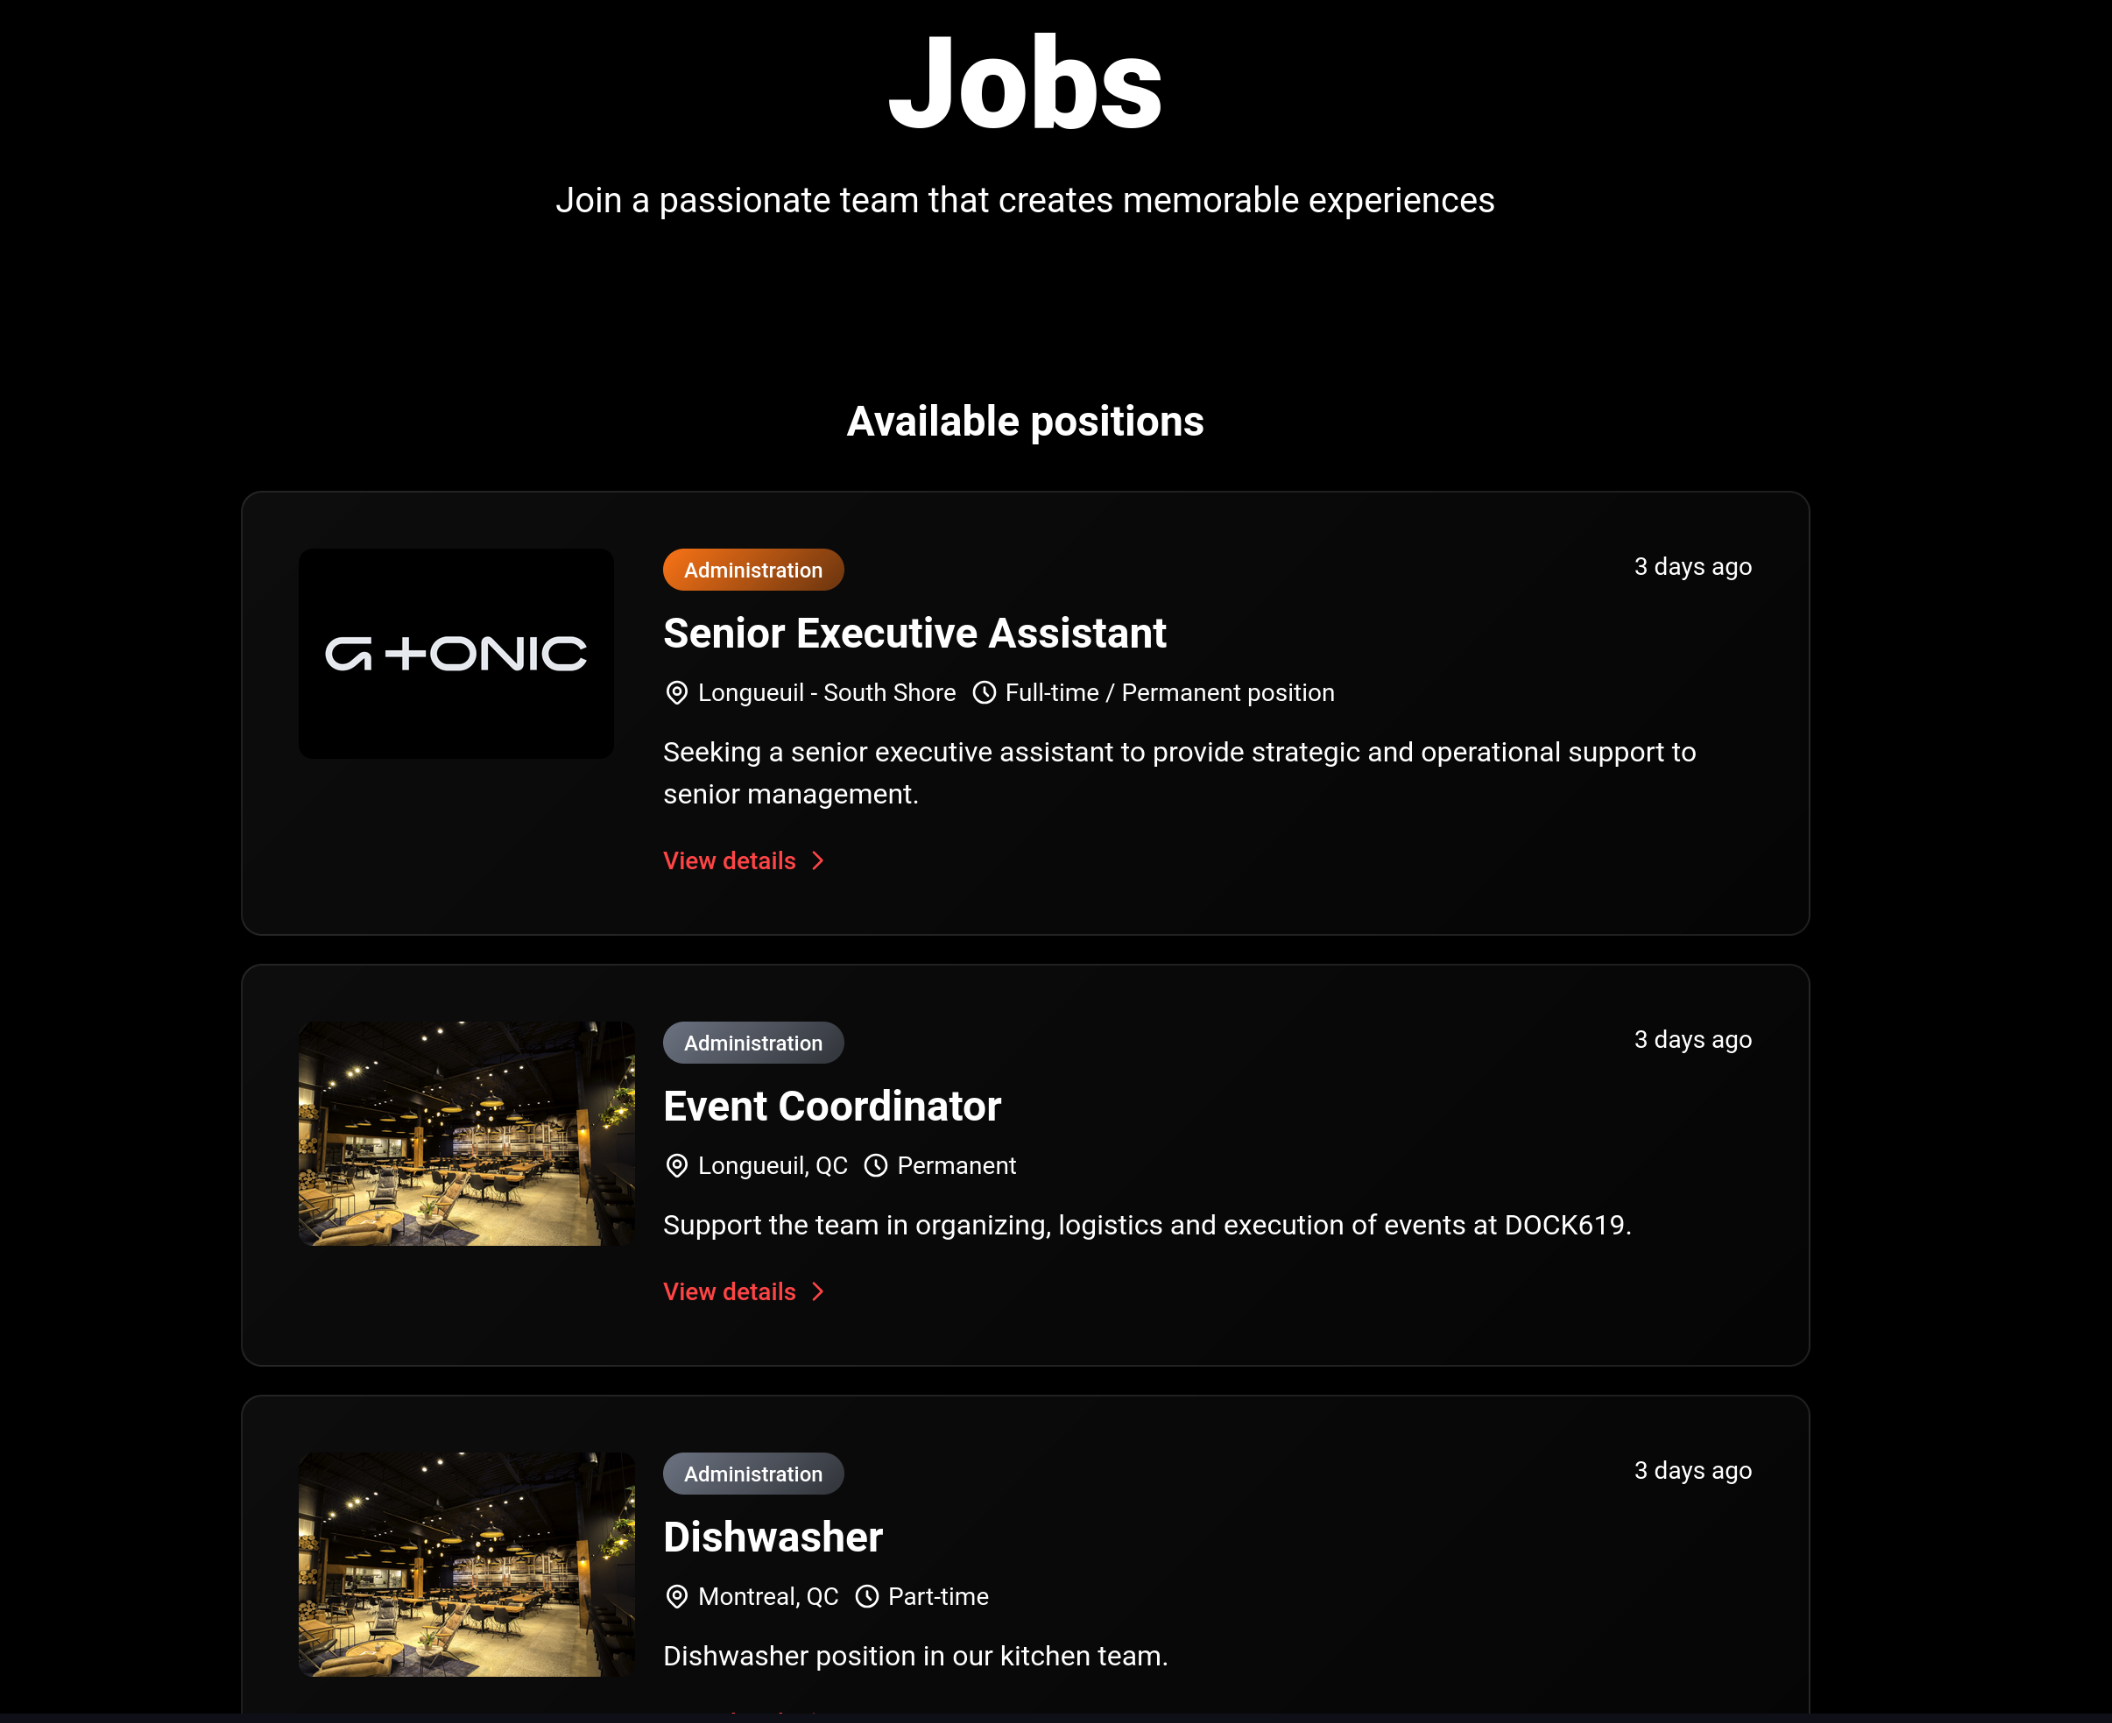 Jobs
Join a passionate team that creates memorable experiences
Available positions
G+ONIC
Administration
3 days ago
Senior Executive Assistant
Longueuil - South Shore Full-time / Permanent position
Seeking a senior executive assistant to provide strategic and operational support to
senior management.
View details
Administration
3 days ago
Event Coordinator
Longueuil, QC Permanent
Support the team in organizing, logistics and execution of events at DOCK619.
View details
Administration
3 days ago
Dishwasher
Montreal, QC Part-time
Dishwasher position in our kitchen team.